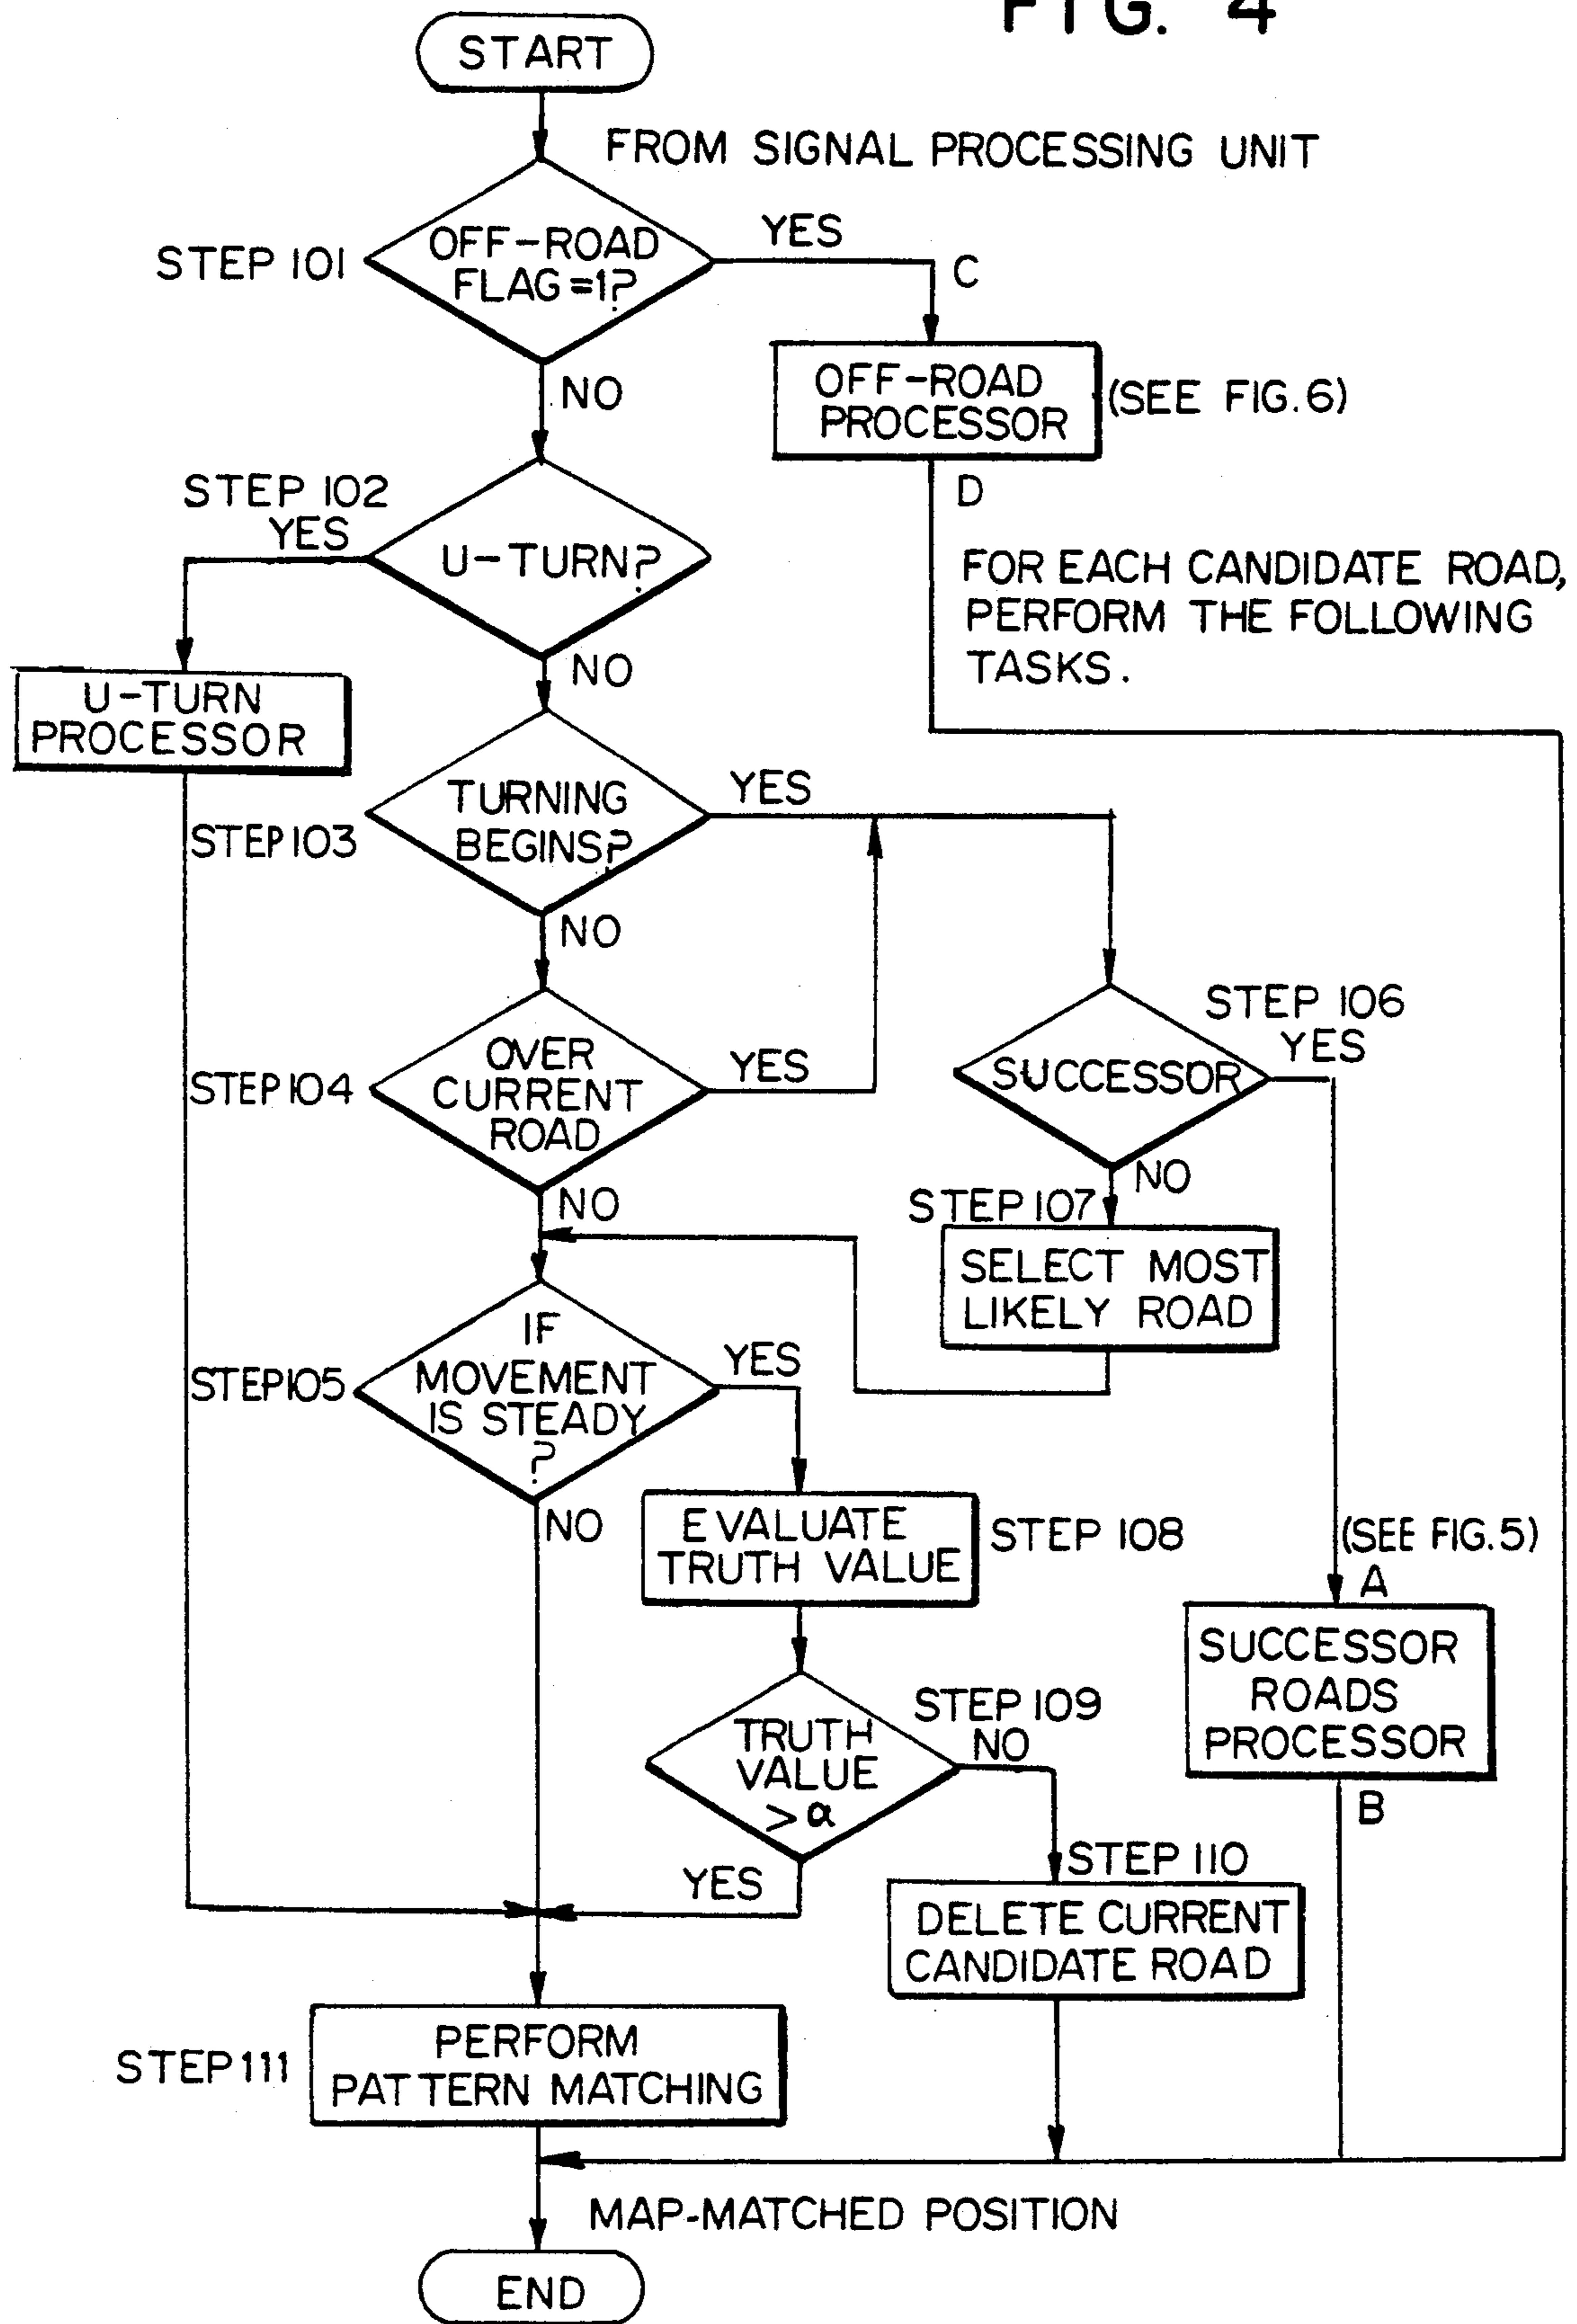 FIG. 4
START
FROM SIGNAL PROCESSING UNIT
STEP 101
OFF-ROAD
FLAG=1?
YES
C
NO
OFF-ROAD
PROCESSOR
(SEE FIG.6)
D
STEP 102
YES
U-TURN?
NO
FOR EACH CANDIDATE ROAD,
PERFORM THE FOLLOWING
TASKS.
U-TURN
PROCESSOR
STEP 103
TURNING
BEGINS?
YES
NO
STEP 104
OVER
CURRENT
ROAD
YES
NO
STEP 106
YES
SUCCESSOR
NO
STEP 107
SELECT MOST
LIKELY ROAD
STEP 105
IF
MOVEMENT
IS STEADY
?
YES
NO
EVALUATE
TRUTH VALUE
STEP 108
(SEE FIG.5)
A
SUCCESSOR
ROADS
PROCESSOR
B
STEP 109
NO
TRUTH
VALUE
>α
YES
STEP 110
DELETE CURRENT
CANDIDATE ROAD
STEP 111
PERFORM
PATTERN MATCHING
MAP-MATCHED POSITION
END